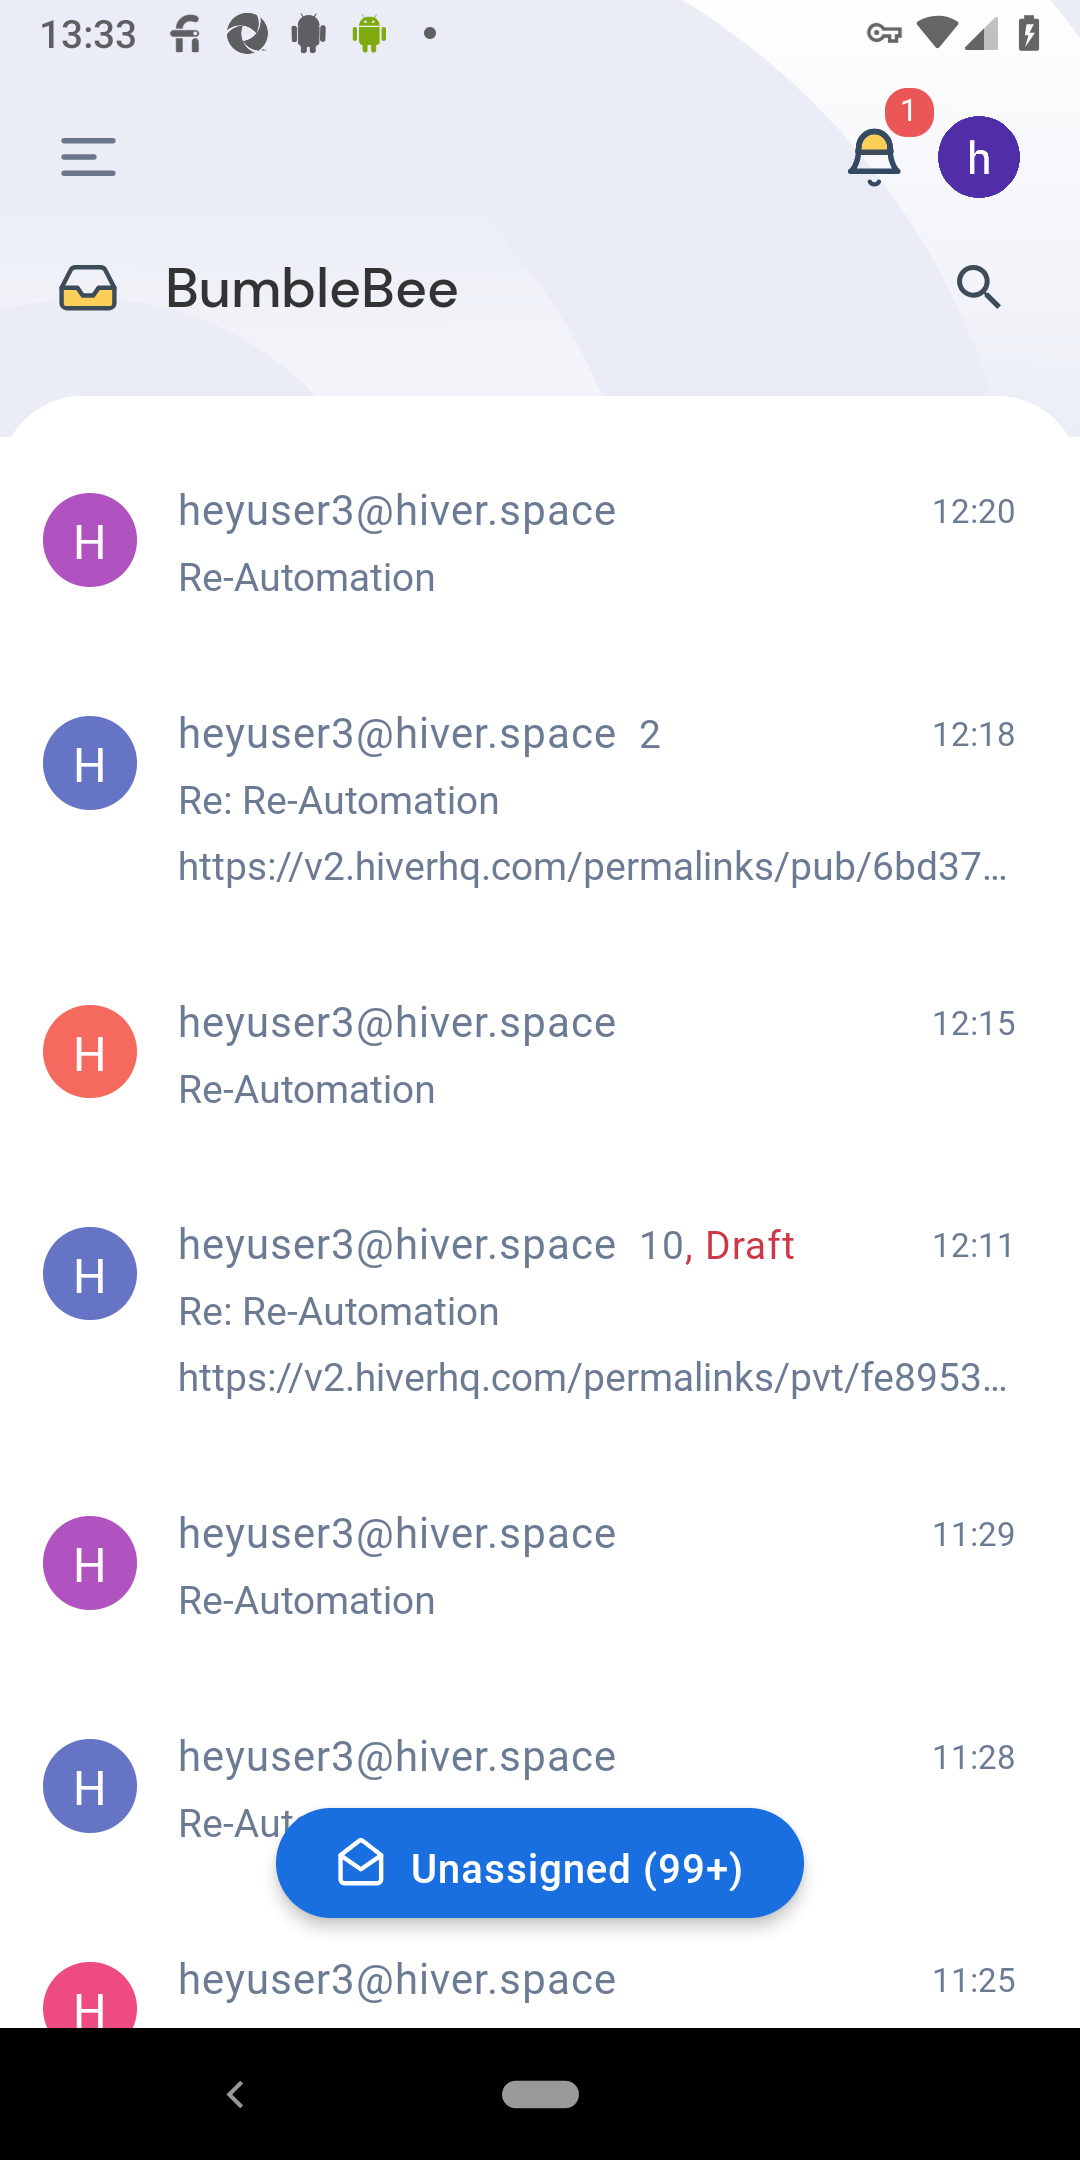 13:33
1
h
BumbleBee
H heyuser3@hiver.space 12:20
Re-Automation
H heyuser3@hiver.space 2 12:18
Re: Re-Automation
https://v2.hiverhq.com/permalinks/pub/6bd37...
H heyuser3@hiver.space 12:15
Re-Automation
H heyuser3@hiver.space 10, Draft 12:11
Re: Re-Automation
https://v2.hiverhq.com/permalinks/pvt/fe8953...
H heyuser3@hiver.space 11:29
Re-Automation
H heyuser3@hiver.space 11:28
Re-Aut
Unassigned (99+)
H heyuser3@hiver.space 11:25